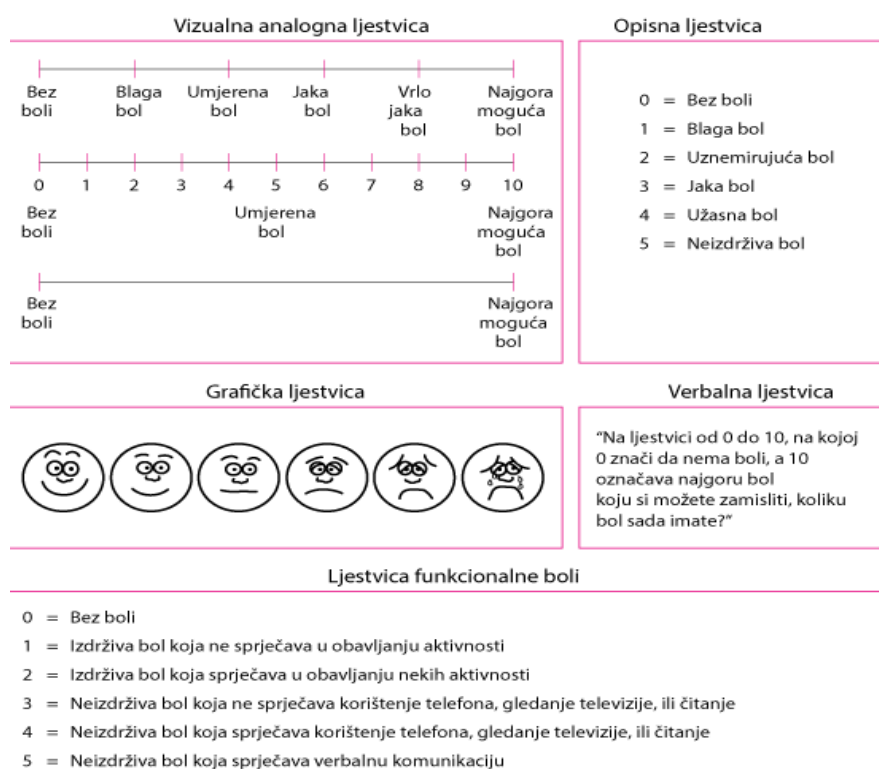 Vizualna analogna ljestvica
Bez boli
Blaga bol
Umjerena bol
Jaka bol
Vrlo jaka bol
Najgora moguća bol
0 1 2 3 4 5 6 7 8 9 10
Bez boli
Umjerena bol
Najgora moguća bol
Bez boli
Najgora moguća bol
Opisna ljestvica
0 = Bez boli
1 = Blaga bol
2 = Uznemirujuća bol
3 = Jaka bol
4 = Užasna bol
5 = Neizdrživa bol
Grafička ljestvica
Verbalna ljestvica
“Na ljestvici od 0 do 10, na kojoj
0 znači da nema boli, a 10
označava najgoru bol
koju si možete zamisliti, koliku
bol sada imate?”
Ljestvica funkcionalne boli
0 = Bez boli
1 = Izdrživa bol koja ne sprječava u obavljanju aktivnosti
2 = Izdrživa bol koja sprječava u obavljanju nekih aktivnosti
3 = Neizdrživa bol koja ne sprječava korištenje telefona, gledanje televizije, ili čitanje
4 = Neizdrživa bol koja sprječava korištenje telefona, gledanje televizije, ili čitanje
5 = Neizdrživa bol koja sprječava verbalnu komunikaciju